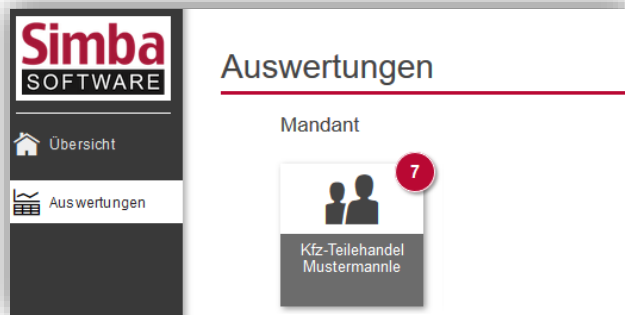 Simba
SOFTWARE
Übersicht
Auswertungen
Auswertungen
Mandant
7
Kfz-Teilehandel
Mustermannle